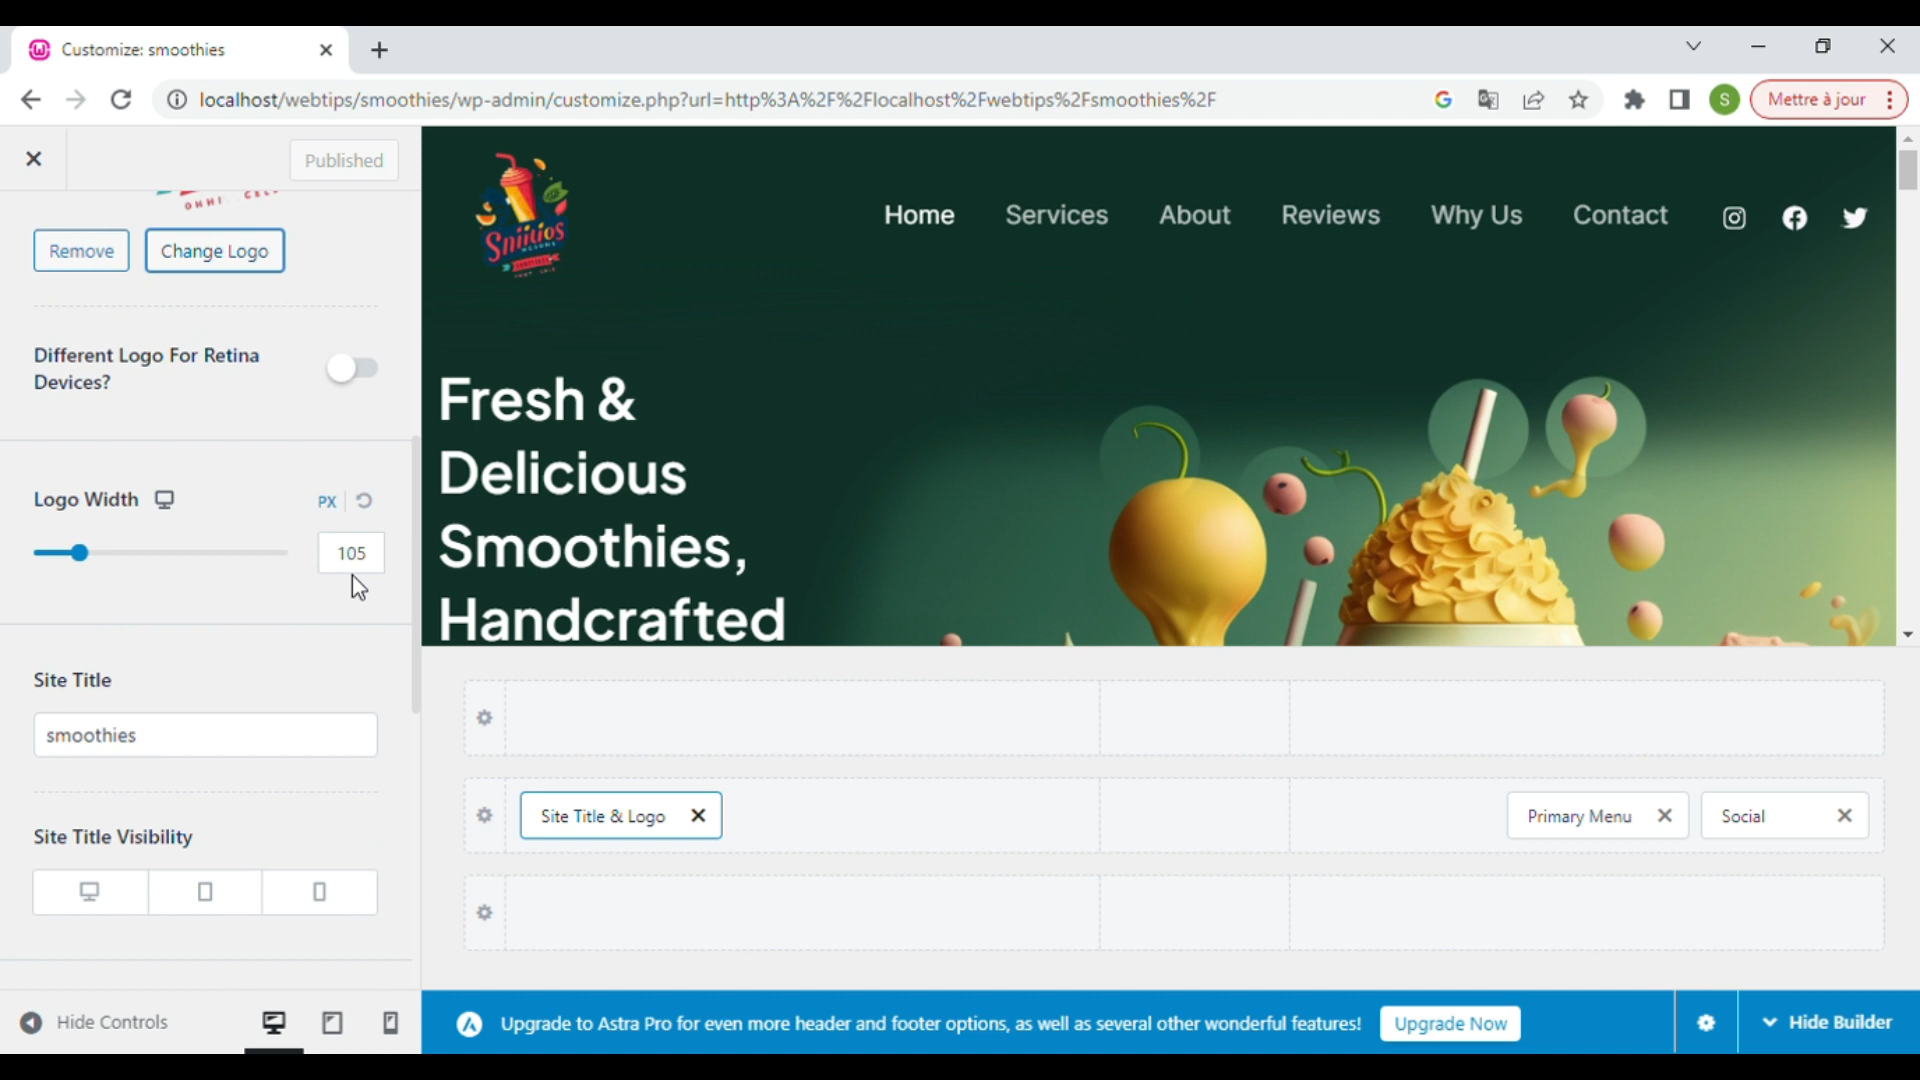 Customize: smoothies
localhost/webtips/smoothies/wp-admin/customize.php?url=http%3A%2F%2Flocalhost%2Fwebtips%2Fsmoothies%2F
S
Mettre à jour
Published
Remove
Change Logo
Different Logo For Retina
Devices?
Logo Width
PX
105
Site Title
smoothies
Site Title Visibility
Hide Controls
Home
Services
About
Reviews
Why Us
Contact
Fresh &
Delicious
Smoothies,
Handcrafted
Site Title & Logo
Primary Menu
Social
Upgrade to Astra Pro for even more header and footer options, as well as several other wonderful features!
Upgrade Now
Hide Builder